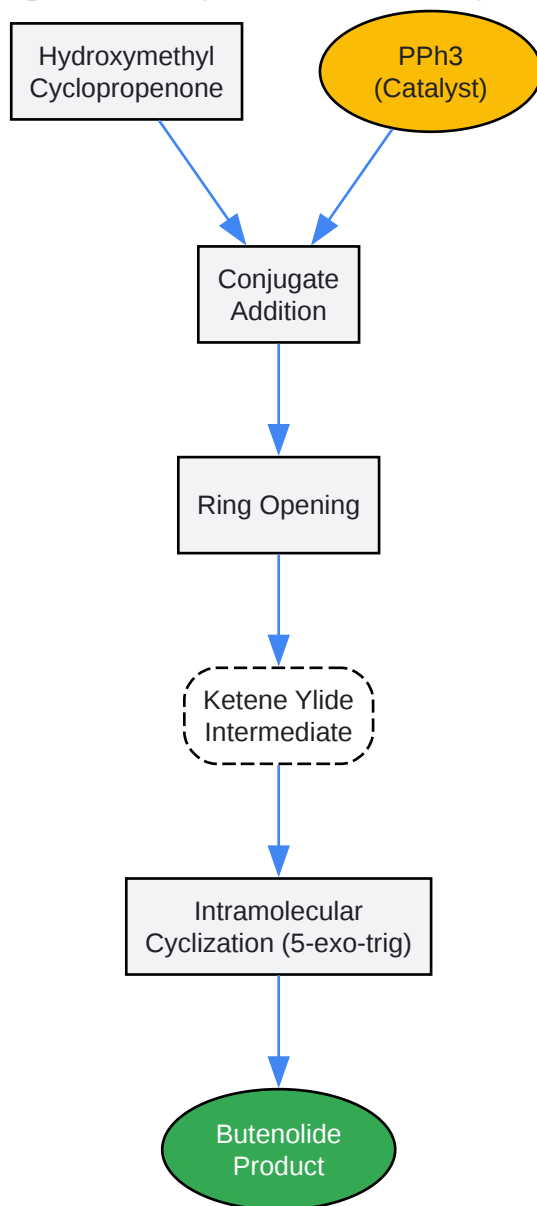 Hydroxymethyl
Cyclopropenone
PPh3
(Catalyst)
Conjugate
Addition
Ring Opening
Ketene Ylide
Intermediate
Intramolecular
Cyclization (5-exo-trig)
Butenolide
Product